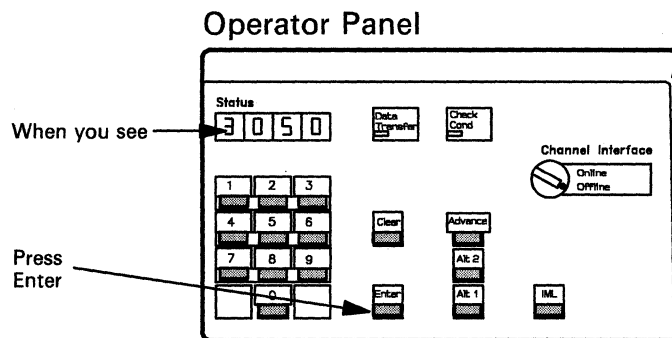 Operator Panel
Status
When you see
3050
Data Transfer
Check Cond
Channel Interface
Online
Offline
1 2 3
4 5 6
7 8 9
0
Clear
Advance
Alt 2
Press
Enter
Enter
Alt 1
IML